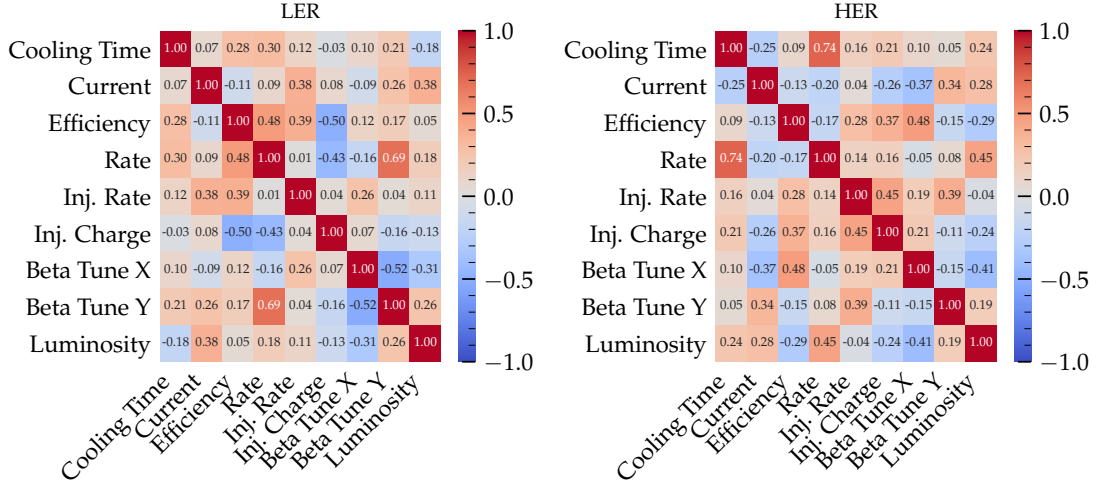 LER
Cooling Time 1.00 0.07 0.28 0.30 0.12 -0.03 0.10 0.21 -0.18
Current 0.07 1.00 -0.11 0.09 0.38 0.08 -0.09 0.26 0.38
Efficiency 0.28 -0.11 1.00 0.48 0.39 -0.50 0.12 0.17 0.05
Rate 0.30 0.09 0.48 1.00 0.01 -0.43 -0.16 0.69 0.18
Inj. Rate 0.12 0.38 0.39 0.01 1.00 0.04 0.26 0.04 0.11
Inj. Charge -0.03 0.08 -0.50 -0.43 0.04 1.00 0.07 -0.16 -0.13
Beta Tune X 0.10 -0.09 0.12 -0.16 0.26 0.07 1.00 -0.52 -0.31
Beta Tune Y 0.21 0.26 0.17 0.69 0.04 -0.16 -0.52 1.00 0.26
Luminosity -0.18 0.38 0.05 0.18 0.11 -0.13 -0.31 0.26 1.00
Cooling Time
Current
Efficiency
Rate
Inj. Rate
Inj. Charge
Beta Tune X
Beta Tune Y
Luminosity
1.0
0.5
0.0
−0.5
−1.0
HER
Cooling Time 1.00 -0.25 0.09 0.74 0.16 0.21 0.10 0.05 0.24
Current -0.25 1.00 -0.13 -0.20 0.04 -0.26 -0.37 0.34 0.28
Efficiency 0.09 -0.13 1.00 -0.17 0.28 0.37 0.48 -0.15 -0.29
Rate 0.74 -0.20 -0.17 1.00 0.14 0.16 -0.05 0.08 0.45
Inj. Rate 0.16 0.04 0.28 0.14 1.00 0.45 0.19 0.39 -0.04
Inj. Charge 0.21 -0.26 0.37 0.16 0.45 1.00 0.21 -0.11 -0.24
Beta Tune X 0.10 -0.37 0.48 -0.05 0.19 0.21 1.00 -0.15 -0.41
Beta Tune Y 0.05 0.34 -0.15 0.08 0.39 -0.11 -0.15 1.00 0.19
Luminosity 0.24 0.28 -0.29 0.45 -0.04 -0.24 -0.41 0.19 1.00
Cooling Time
Current
Efficiency
Rate
Inj. Rate
Inj. Charge
Beta Tune X
Beta Tune Y
Luminosity
1.0
0.5
0.0
−0.5
−1.0